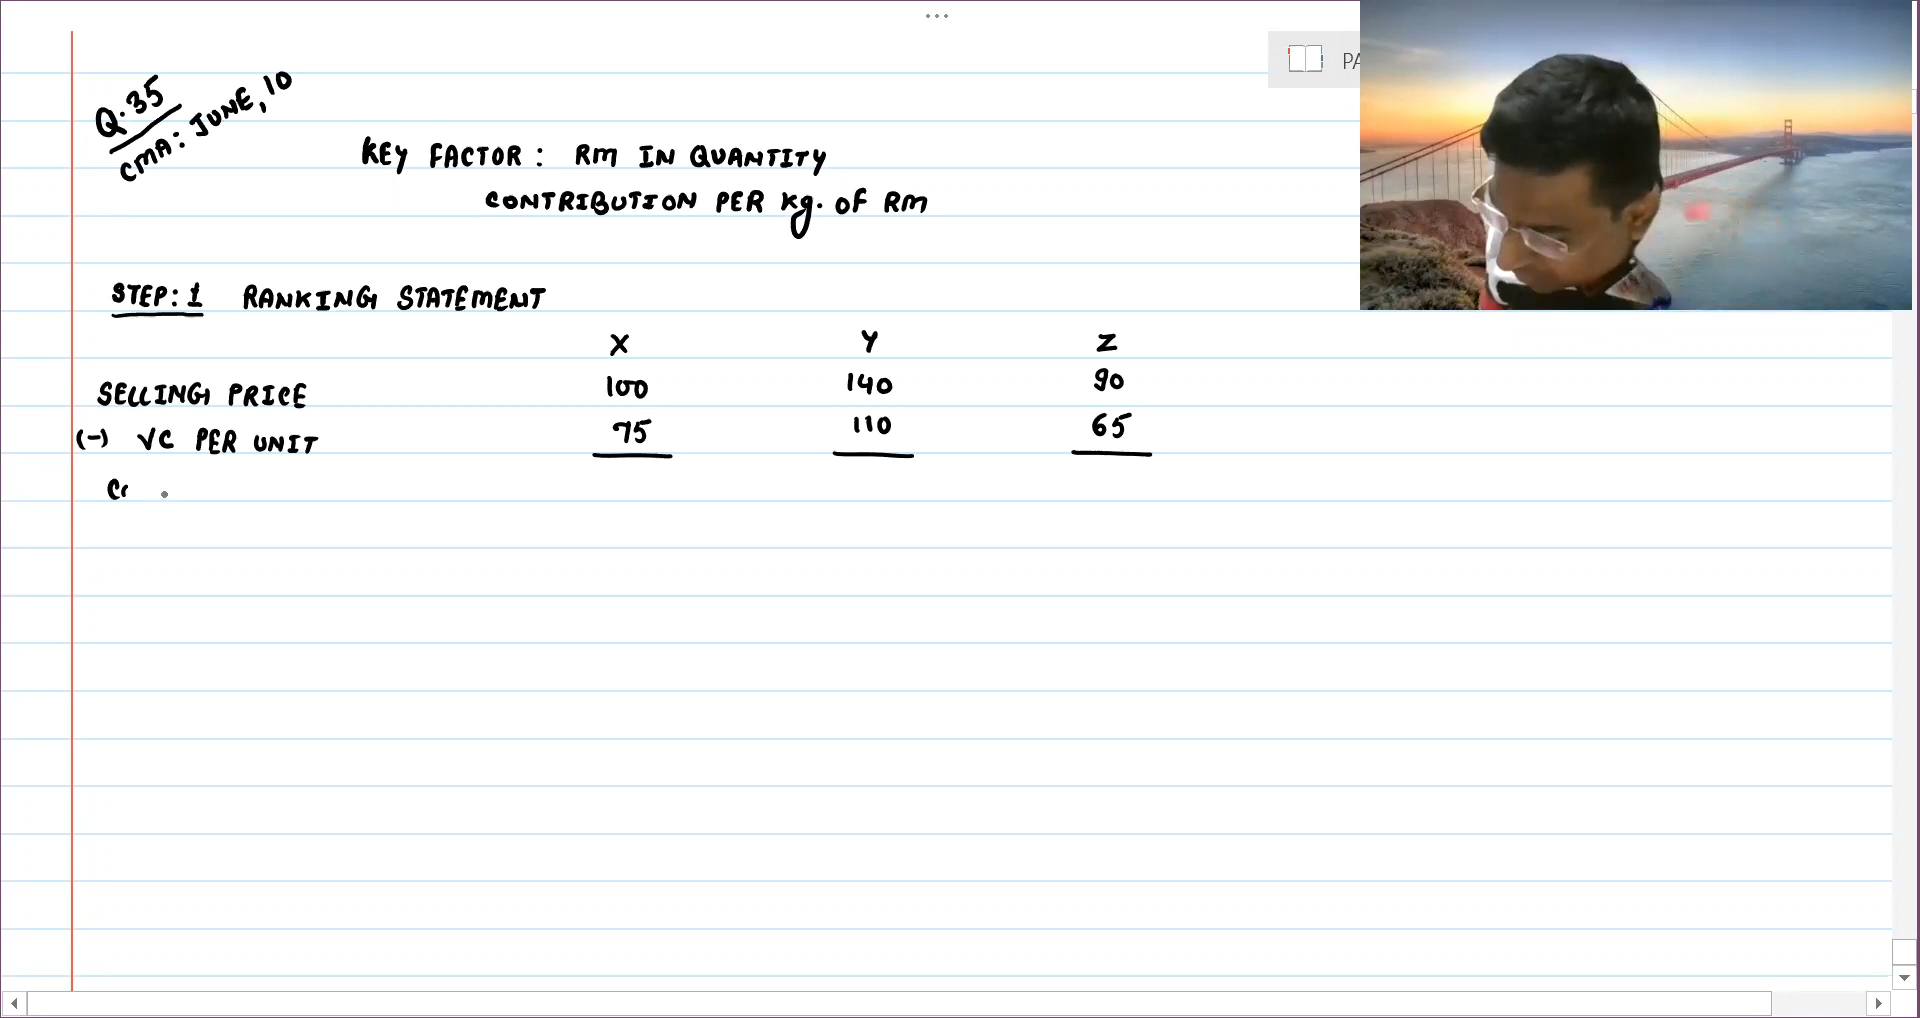 Q.35
CMA: JUNE, 10
KEY FACTOR: RM IN QUANTITY
CONTRIBUTION PER Kg. OF RM
STEP: 1 RANKING STATEMENT
X Y Z
SELLING PRICE 100 140 90
(-) VC PER UNIT 75 110 65
PA